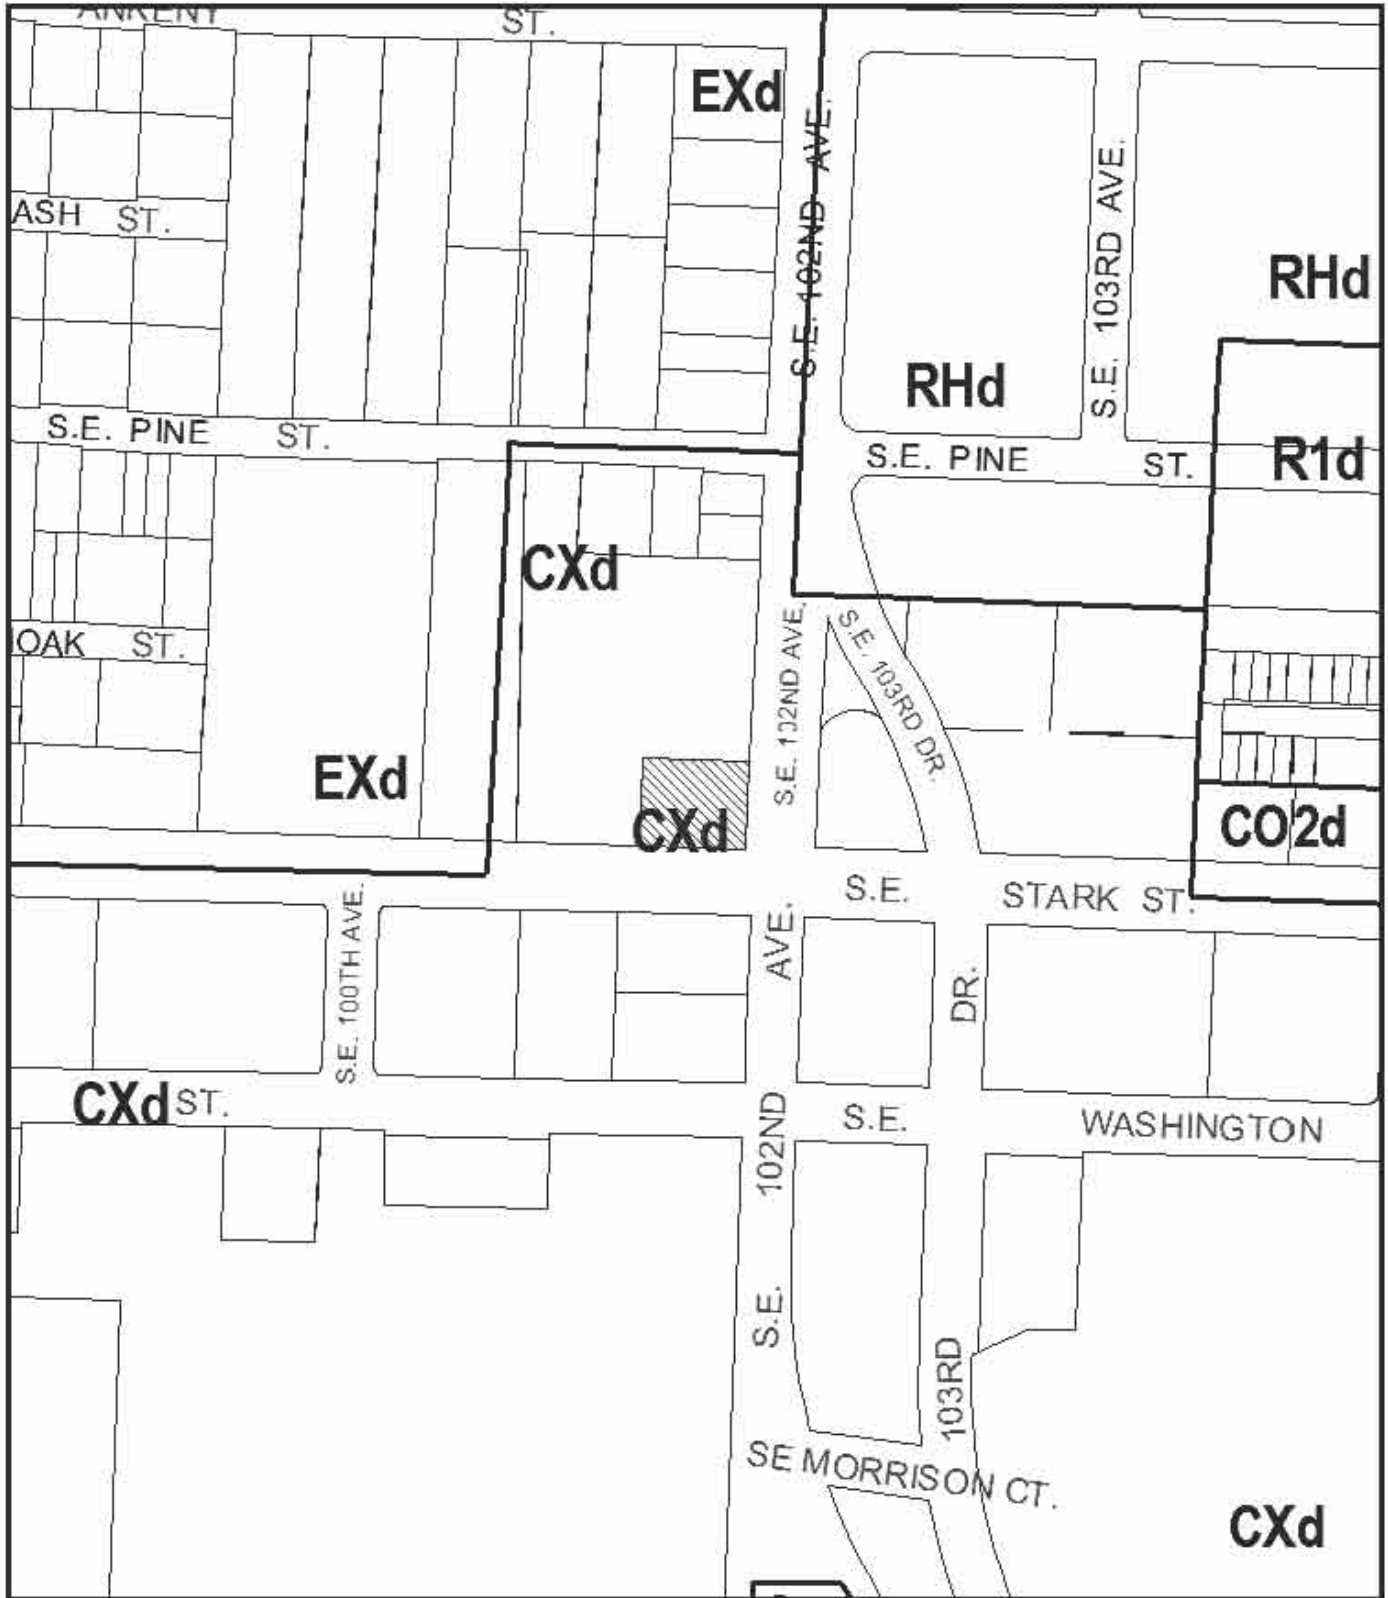 ANKENY ST.
EXd
S.E. 102ND AVE.
S.E. 103RD AVE.
ASH ST.
RHd
RHd
S.E. PINE ST.
S.E. PINE ST.
R1d
CXd
OAK ST.
S.E. 102ND AVE.
S.E. 103RD DR.
EXd
CXd
CO2d
S.E. STARK ST.
S.E. 100TH AVE.
AVE.
DR.
CXd ST.
S.E. WASHINGTON
S.E. 102ND
103RD
SE MORRISON CT.
CXd